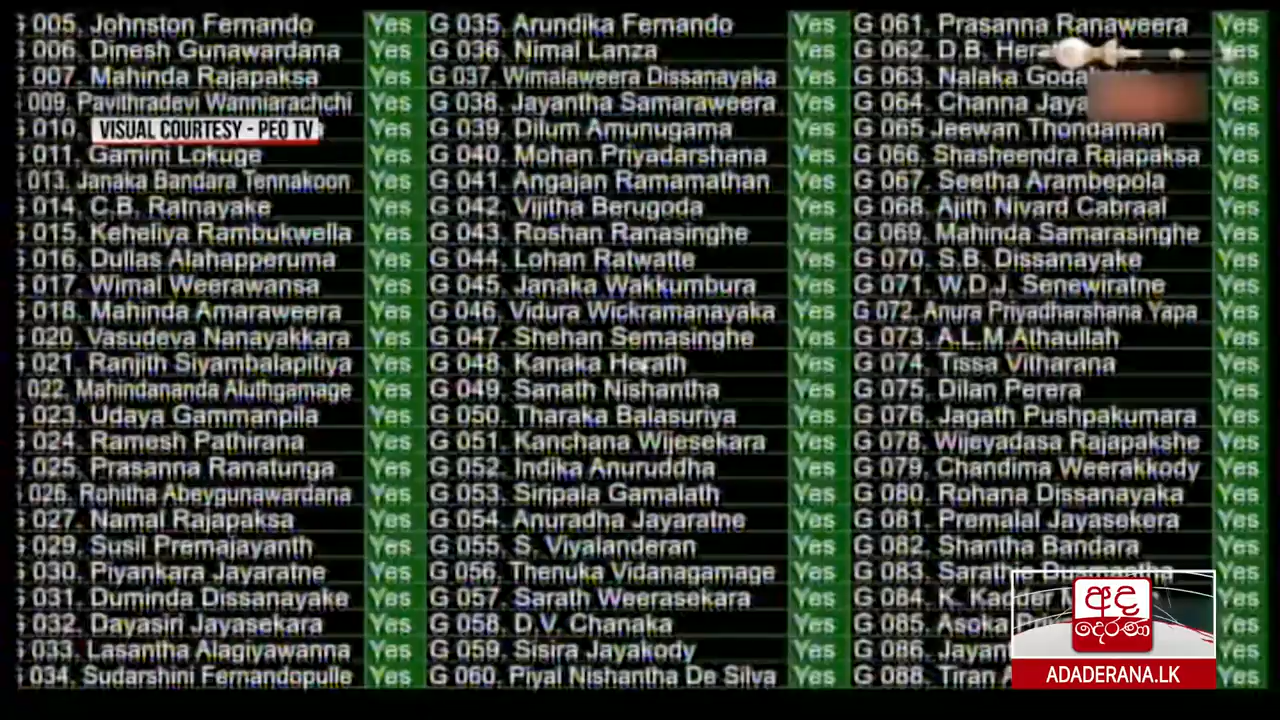 G 005. Johnston Fernando Yes
G 006. Dinesh Gunawardana Yes
G 007. Mahinda Rajapaksa Yes
G 009. Pavithradevi Wanniarachchi Yes
G 010. Yes
VISUAL COURTESY - PEO TV
G 011. Gamini Lokuge Yes
G 013. Janaka Bandara Tennakoon Yes
G 014. C.B. Ratnayake Yes
G 015. Keheliya Rambukwella Yes
G 016. Dullas Alahapperuma Yes
G 017. Wimal Weerawansa Yes
G 018. Mahinda Amaraweera Yes
G 020. Vasudeva Nanayakkara Yes
G 021. Ranjith Siyambalapitiya Yes
G 022. Mahindananda Aluthgamage Yes
G 023. Udaya Gammanpila Yes
G 024. Ramesh Pathirana Yes
G 025. Prasanna Ranatunga Yes
G 026. Rohitha Abeygunawardana Yes
G 027. Namal Rajapaksa Yes
G 029. Susil Premajayanth Yes
G 030. Piyankara Jayaratne Yes
G 031. Duminda Dissanayake Yes
G 032. Dayasiri Jayasekara Yes
G 033. Lasantha Alagiyawanna Yes
G 034. Sudarshini Fernandopulle Yes
G 035. Arundika Fernando Yes
G 036. Nimal Lanza Yes
G 037. Wimalaweera Dissanayaka Yes
G 038. Jayantha Samaraweera Yes
G 039. Dilum Amunugama Yes
G 040. Mohan Priyadarshana Yes
G 041. Angajan Ramamathan Yes
G 042. Vijitha Berugoda Yes
G 043. Roshan Ranasinghe Yes
G 044. Lohan Ratwatte Yes
G 045. Janaka Wakkumbura Yes
G 046. Vidura Wickramanayaka Yes
G 047. Shehan Semasinghe Yes
G 048. Kanaka Herath Yes
G 049. Sanath Nishantha Yes
G 050. Tharaka Balasuriya Yes
G 051. Kanchana Wijesekara Yes
G 052. Indika Anuruddha Yes
G 053. Siripala Gamalath Yes
G 054. Anuradha Jayaratne Yes
G 055. S. Viyalanderan Yes
G 056. Thenuka Vidanagamage Yes
G 057. Sarath Weerasekara Yes
G 058. D.V. Chanaka Yes
G 059. Sisira Jayakody Yes
G 060. Piyal Nishantha De Silva Yes
G 061. Prasanna Ranaweera Yes
G 062. D.B. Yes
G 063. Nalaka Yes
G 064. Channa Yes
G 065 Jeewan Thondaman Yes
G 066. Shasheendra Rajapaksa Yes
G 067. Seetha Arambepola Yes
G 068. Ajith Nivard Cabraal Yes
G 069. Mahinda Samarasinghe Yes
G 070. S.B. Dissanayake Yes
G 071. W.D.J. Senewiratne Yes
G 072. Anura Priyadharshana Yapa Yes
G 073. A.L.M.Athaullah Yes
G 074. Tissa Vitharana Yes
G 075. Dilan Perera Yes
G 076. Jagath Pushpakumara Yes
G 078. Wijeyadasa Rajapakshe Yes
G 079. Chandima Weerakkody Yes
G 080. Rohana Dissanayaka Yes
G 081. Premalal Jayasekera Yes
G 082. Shantha Bandara Yes
G 083. Yes
G 084. K. Yes
G 085. Asoka Yes
G 086. Yes
G 088. Tiran Yes
අද
දෙරණ
ADADERANA.LK